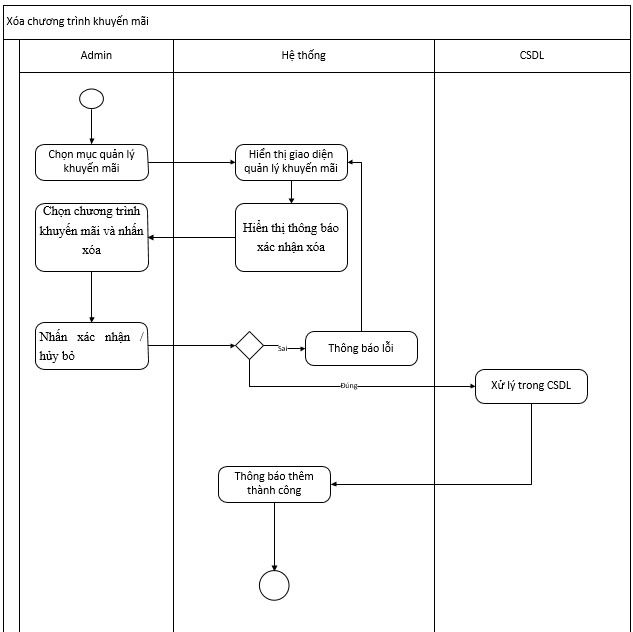 Xóa chương trình khuyến mãi
Admin
Hệ thống
CSDL
Chọn mục quản lý
khuyến mãi
Hiển thị giao diện
quản lý khuyến mãi
Chọn chương trình
khuyến mãi và nhấn
xóa
Hiển thị thông báo
xác nhận xóa
Nhấn xác nhận /
hủy bỏ
Sai
Thông báo lỗi
Đúng
Xử lý trong CSDL
Thông báo thêm
thành công